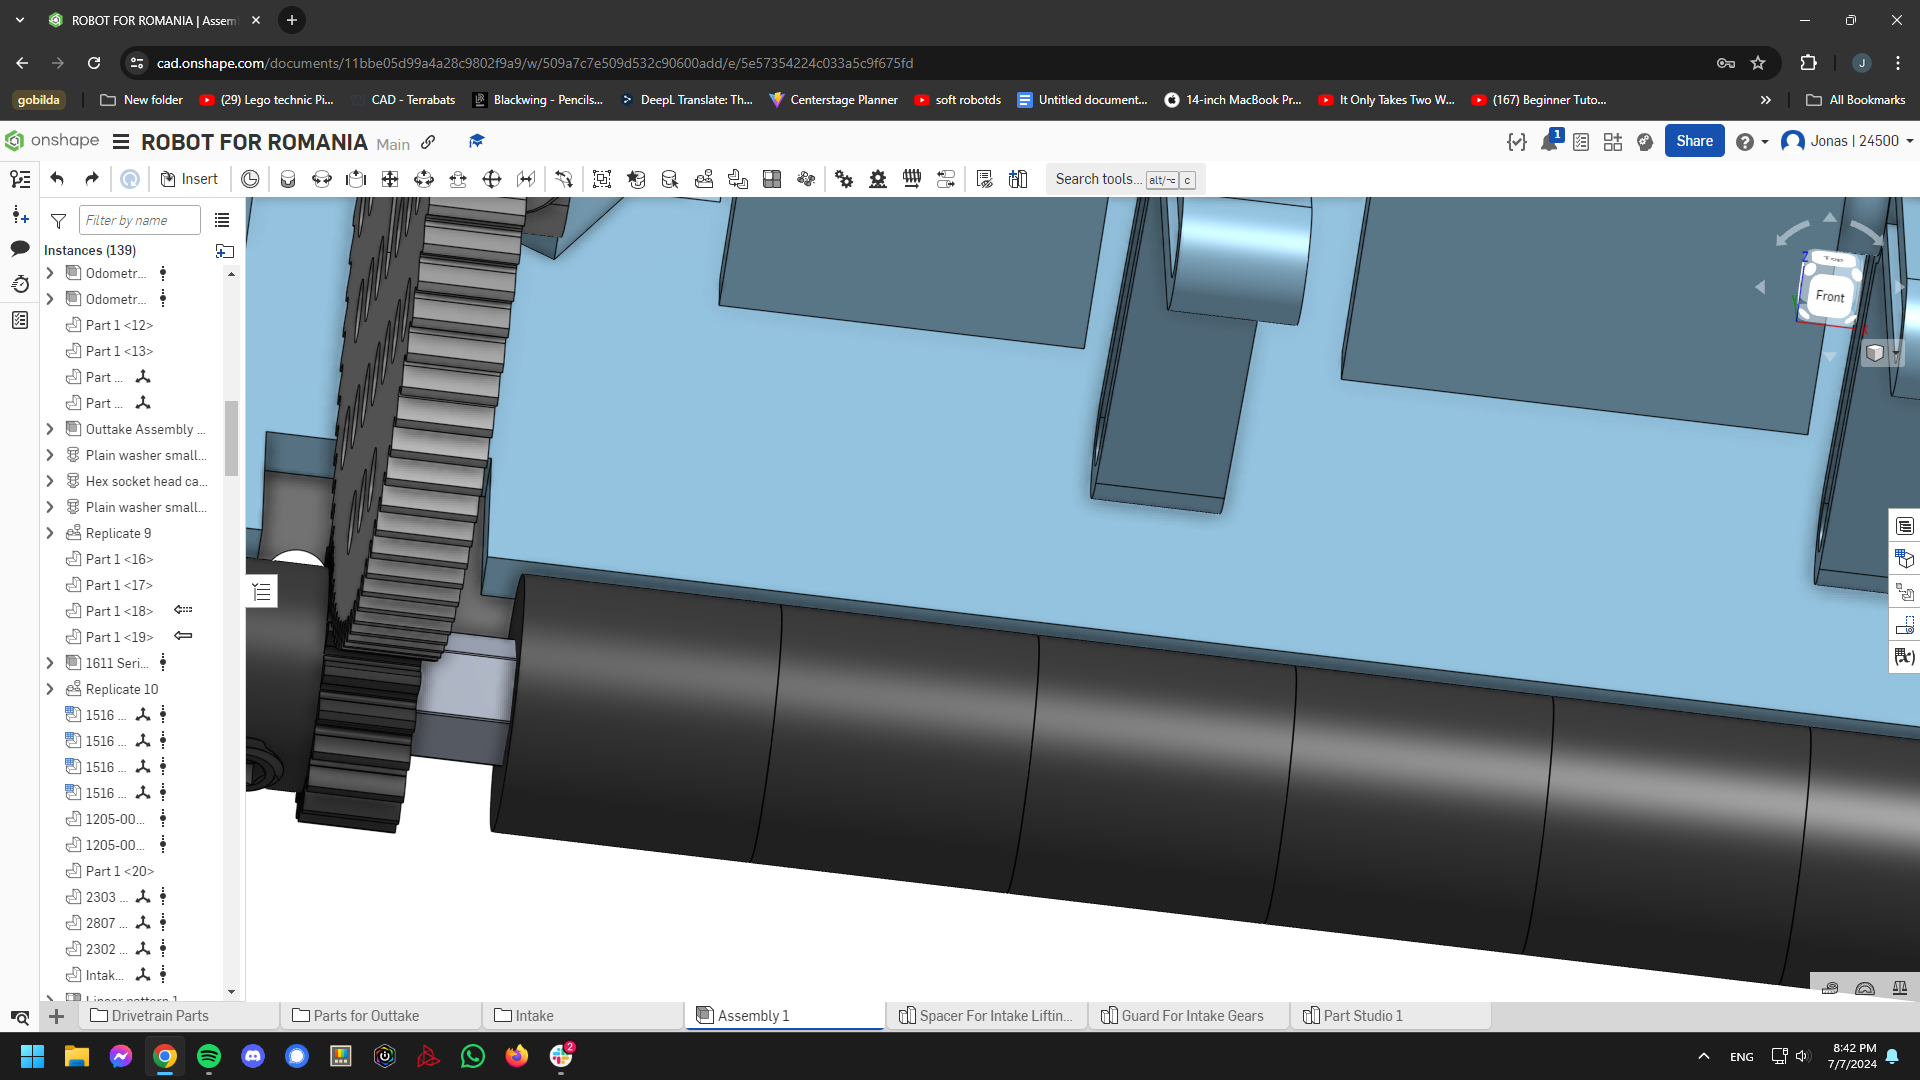 ROBOT FOR ROMANIA | Assem
cad.onshape.com/documents/11bbe05d99a4a28c9802f9a9/w/509a7c7e509d532c90600add/e/5e57354224c033a5c9f675fd
J
gobilda
New folder
(29) Lego technic Pi...
CAD - Terrabats
Blackwing - Pencils...
DeepL Translate: Th...
Centerstage Planner
soft robotds
Untitled document...
14-inch MacBook Pr...
It Only Takes Two W...
(167) Beginner Tuto...
All Bookmarks
onshape
ROBOT FOR ROMANIA
Main
1
Share
Jonas | 24500
Insert
Search tools...
alt/⌥
c
Filter by name
Instances (139)
Odometr...
Odometr...
Part 1 <12>
Part 1 <13>
Part ...
Part ...
Outtake Assembly ...
Plain washer small...
Hex socket head ca...
Plain washer small...
Replicate 9
Part 1 <16>
Part 1 <17>
Part 1 <18>
Part 1 <19>
1611 Seri...
Replicate 10
1516 ...
1516 ...
1516 ...
1516 ...
1205-00...
1205-00...
Part 1 <20>
2303 ...
2807 ...
2302 ...
Intak...
Linear pattern 1
Top
Front
Z
X
Drivetrain Parts
Parts for Outtake
Intake
Assembly 1
Spacer For Intake Liftin...
Guard For Intake Gears
Part Studio 1
2
ENG
8:42 PM
7/7/2024